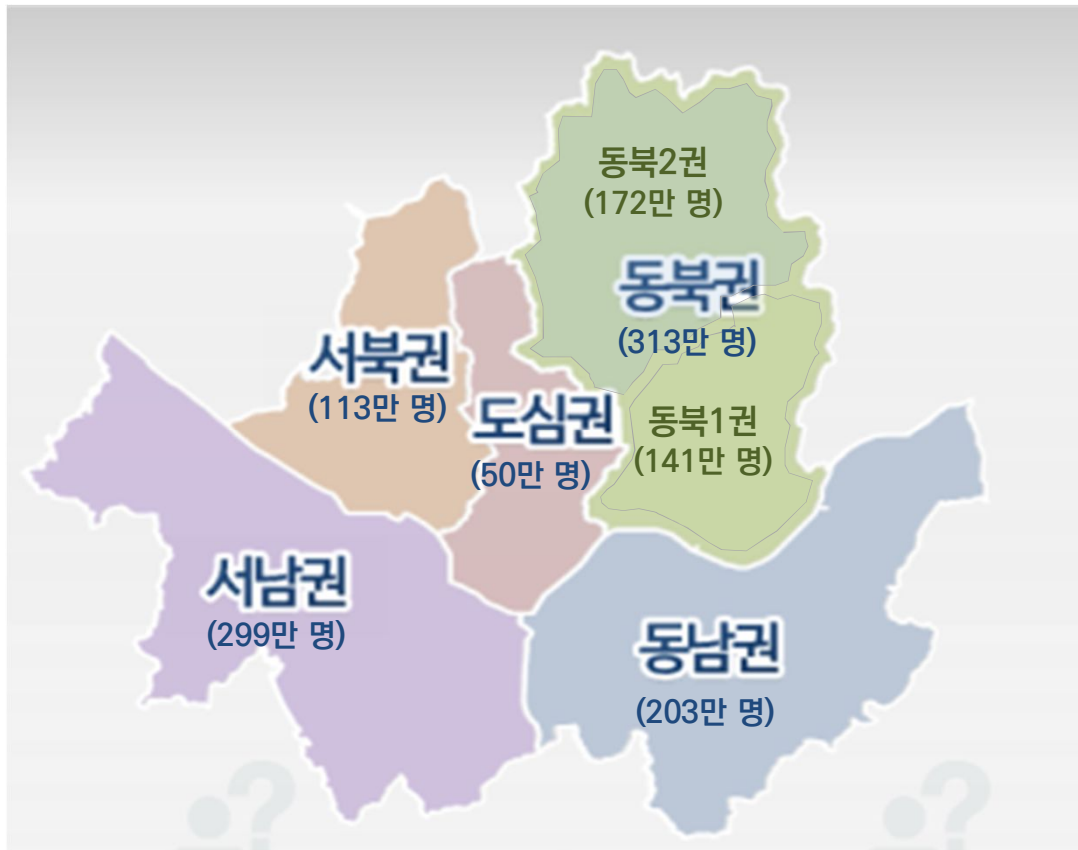 동북2권
(172만 명)
동북권
(313만 명)
서북권
(113만 명)
도심권
(50만 명)
동북1권
(141만 명)
서남권
(299만 명)
동남권
(203만 명)
?
?